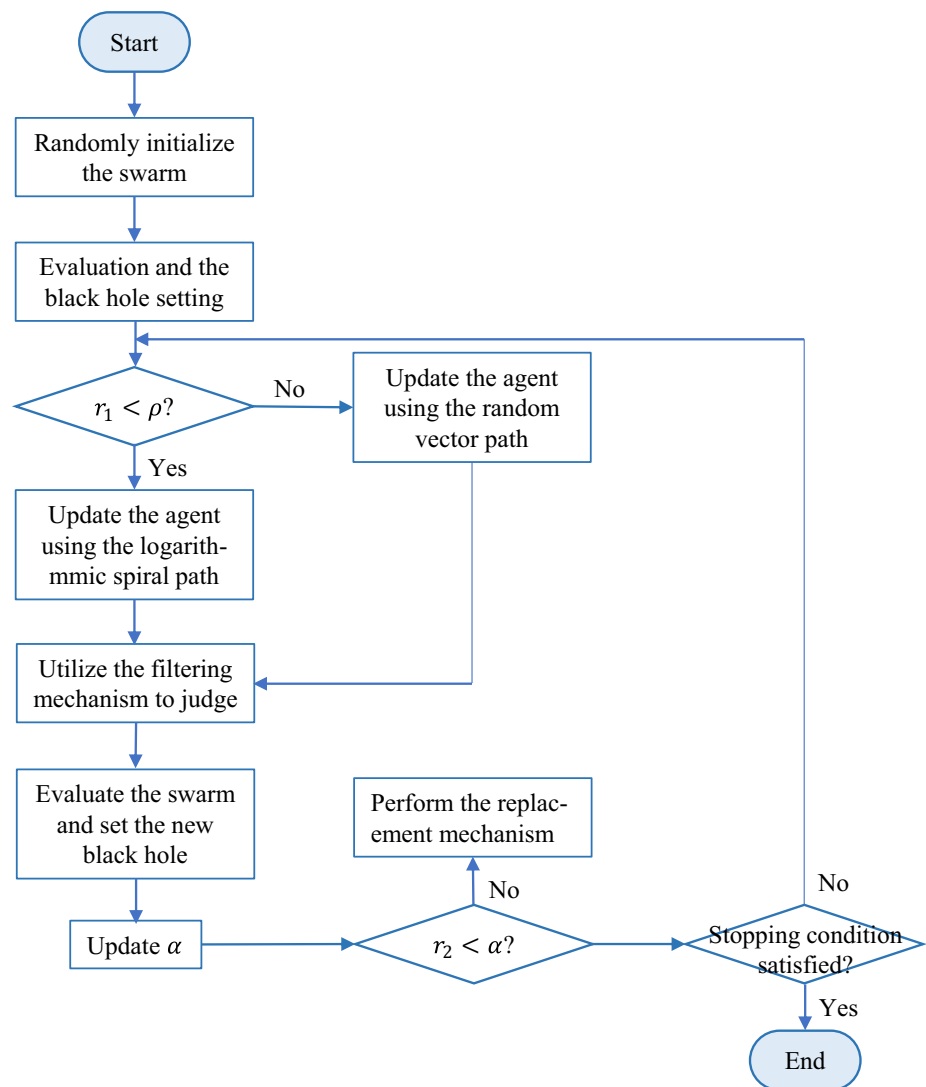 Start
Randomly initialize
the swarm
Evaluation and the
black hole setting
r₁ < ρ?
No
Update the agent
using the random
vector path
Yes
Update the agent
using the logarith-
mmic spiral path
Utilize the filtering
mechanism to judge
Evaluate the swarm
and set the new
black hole
Perform the replac-
ement mechanism
No
No
Update α
r₂ < α?
Stopping condition
satisfied?
Yes
End